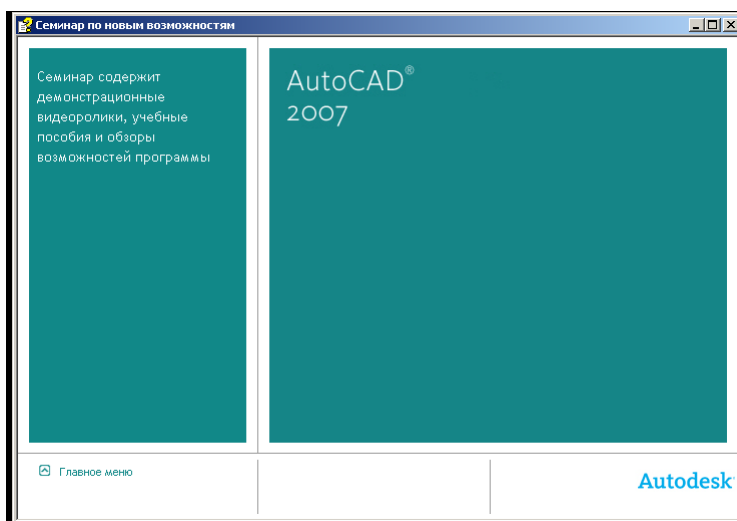 Семинар по новым возможностям
Семинар содержит
демонстрационные
видеоролики, учебные
пособия и обзоры
возможностей программы
AutoCAD®
2007
Главное меню
Autodesk